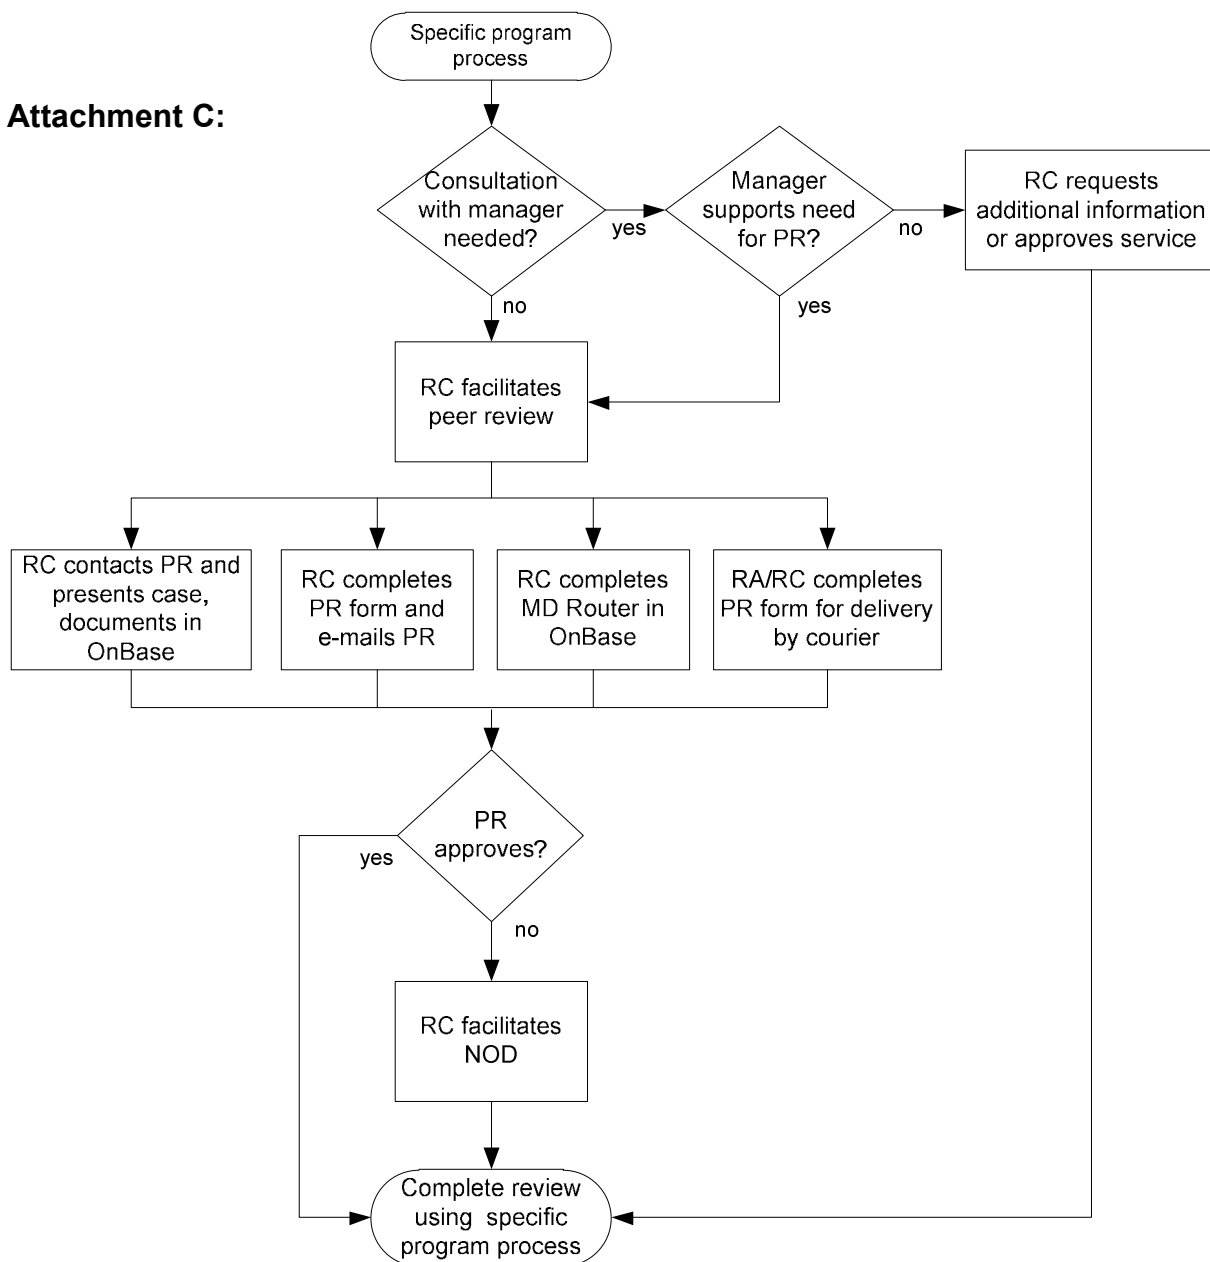 Specific program
process
Attachment C:
Consultation
with manager
needed?
yes
no
Manager
supports need
for PR?
no
yes
RC requests
additional information
or approves service
RC facilitates
peer review
RC contacts PR and
presents case,
documents in
OnBase
RC completes
PR form and
e-mails PR
RC completes
MD Router in
OnBase
RA/RC completes
PR form for delivery
by courier
PR
approves?
yes
no
RC facilitates
NOD
Complete review
using specific
program process